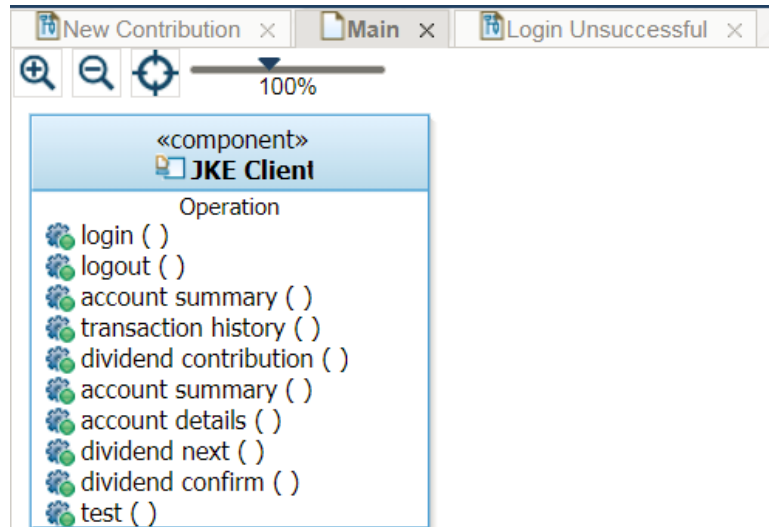 New Contribution × Main × Login Unsuccessful ×
100%
«component»
JKE Client
Operation
login ( )
logout ( )
account summary ( )
transaction history ( )
dividend contribution ( )
account summary ( )
account details ( )
dividend next ( )
dividend confirm ( )
test ( )